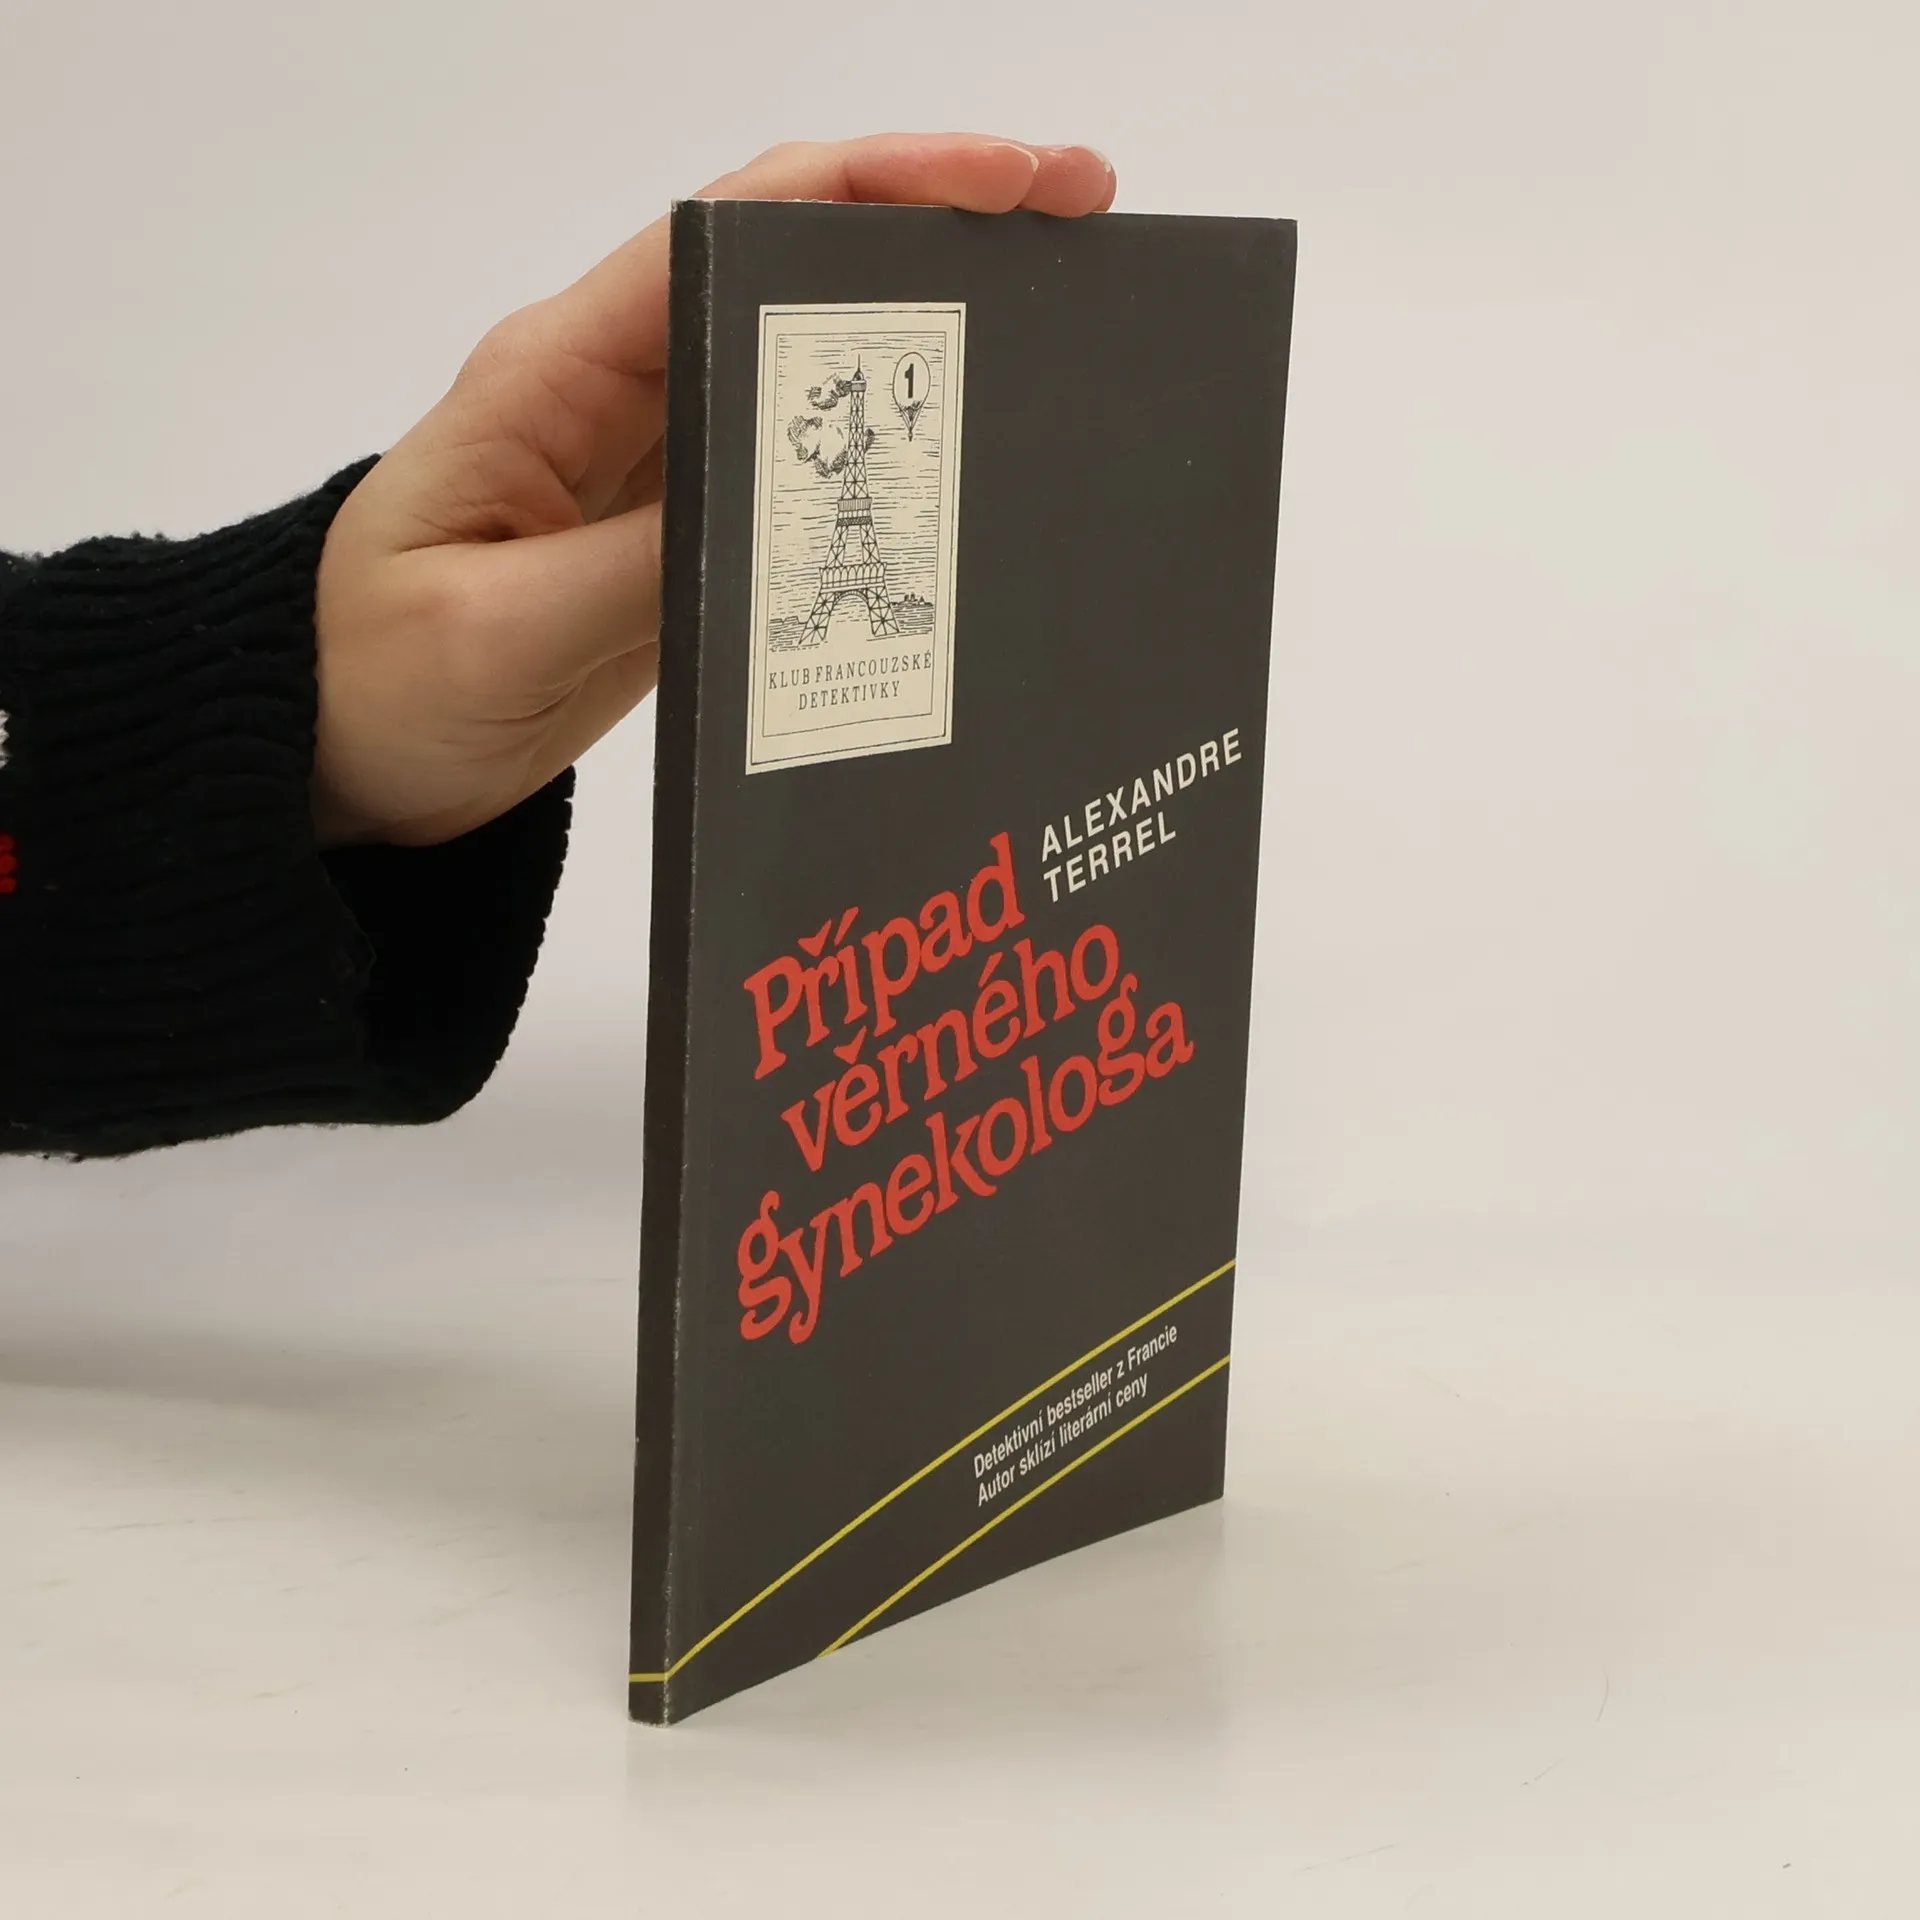 1
KLUB FRANCOUZSKÉ
DETEKTIVKY
ALEXANDRE
TERREL
Případ
věrného
gynekologa
Detektivní bestseller z Francie
Autor sklízí literární ceny